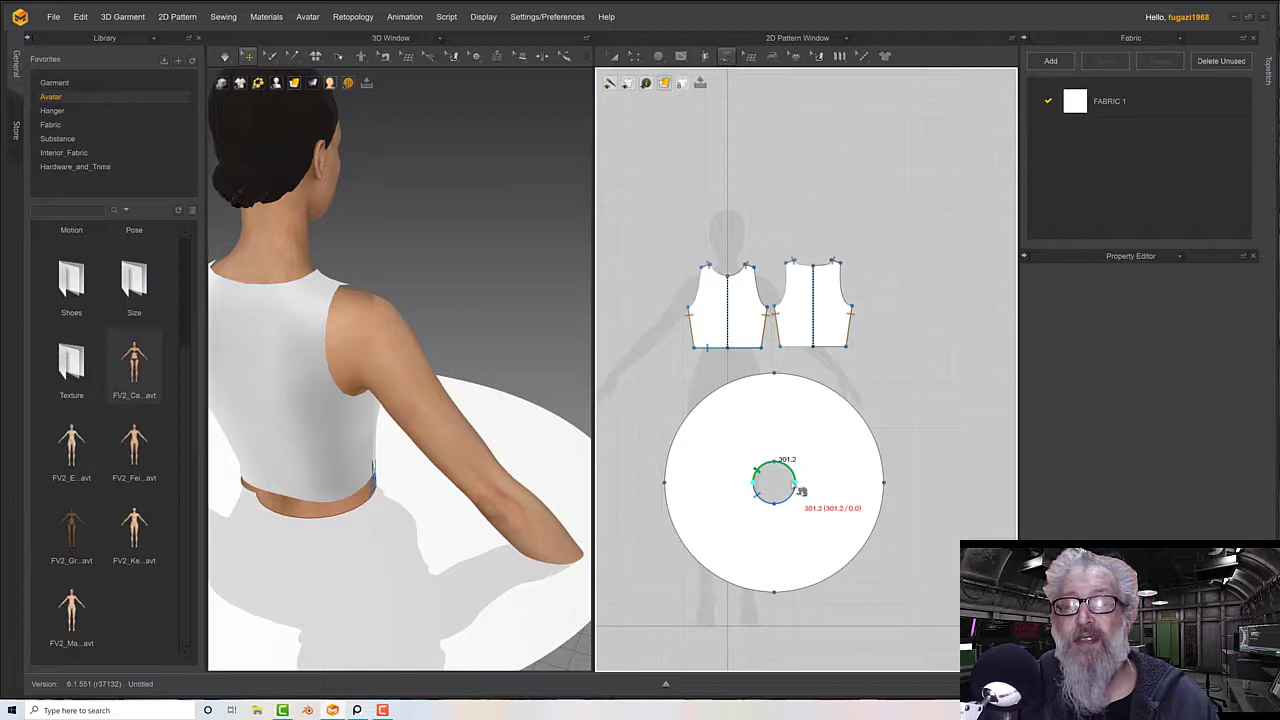 File Edit 3D Garment 2D Pattern Sewing Materials Avatar Retopology Animation Script Display Settings/Preferences Help
Hello, fugazi1968
Library
3D Window
2D Pattern Window
Fabric
General
Store
Topstitch
Favorites
Garment
Avatar
Hanger
Fabric
Substance
Interior_Fabric
Hardware_and_Trims
Add
Delete Unused
FABRIC 1
Property Editor
Motion Pose
Shoes Size
Texture FV2_Ca...avt
FV2_E...avt FV2_Fei...avt
FV2_Gr...avt FV2_Ke...avt
FV2_Ma...avt
301.2
301.2 (301.2 / 0.0)
Version: 6.1.551 (r37132) Untitled
Type here to search